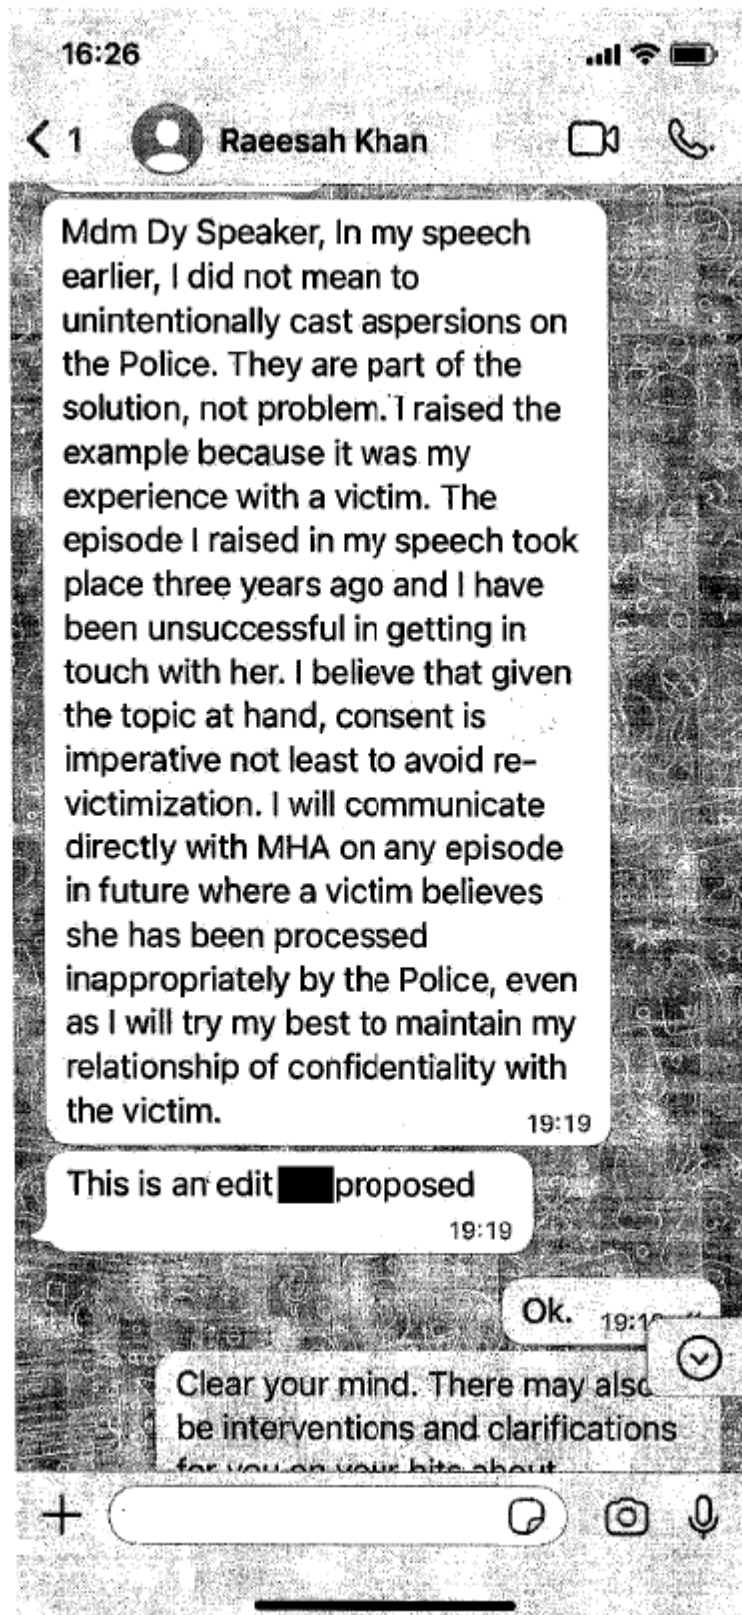 16:26
1 Raeesah Khan
Mdm Dy Speaker, In my speech
earlier, I did not mean to
unintentionally cast aspersions on
the Police. They are part of the
solution, not problem. I raised the
example because it was my
experience with a victim. The
episode I raised in my speech took
place three years ago and I have
been unsuccessful in getting in
touch with her. I believe that given
the topic at hand, consent is
imperative not least to avoid re-
victimization. I will communicate
directly with MHA on any episode
in future where a victim believes
she has been processed
inappropriately by the Police, even
as I will try my best to maintain my
relationship of confidentiality with
the victim.
19:19
This is an edit proposed
19:19
Ok.
Clear your mind. There may also
be interventions and clarifications
for you on your bits about